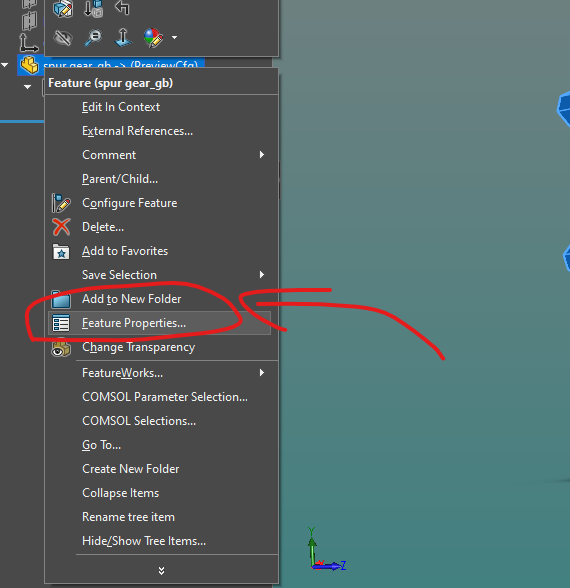 spur gear_gb -> (PreviewCfg)
Feature (spur gear_gb)
Edit In Context
External References...
Comment
Parent/Child...
Configure Feature
Delete...
Add to Favorites
Save Selection
Add to New Folder
Feature Properties...
Change Transparency
FeatureWorks...
COMSOL Parameter Selection...
COMSOL Selections...
Go To...
Create New Folder
Collapse Items
Rename tree item
Hide/Show Tree Items...
Y
X
Z